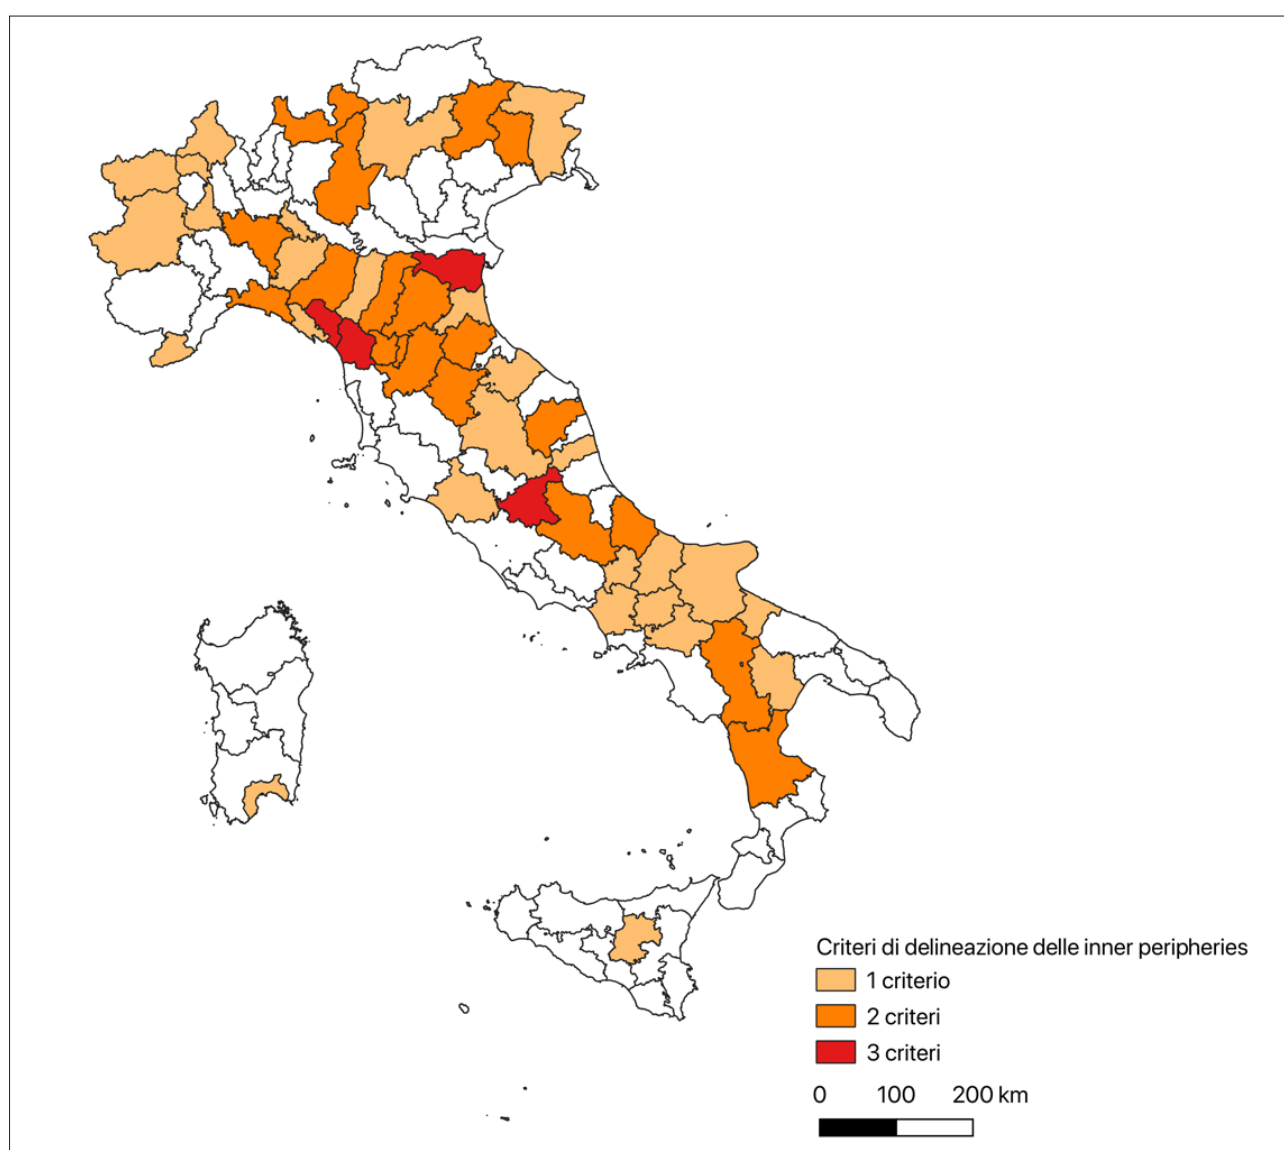 Criteri di delineazione delle inner peripheries
1 criterio
2 criteri
3 criteri
0 100 200 km